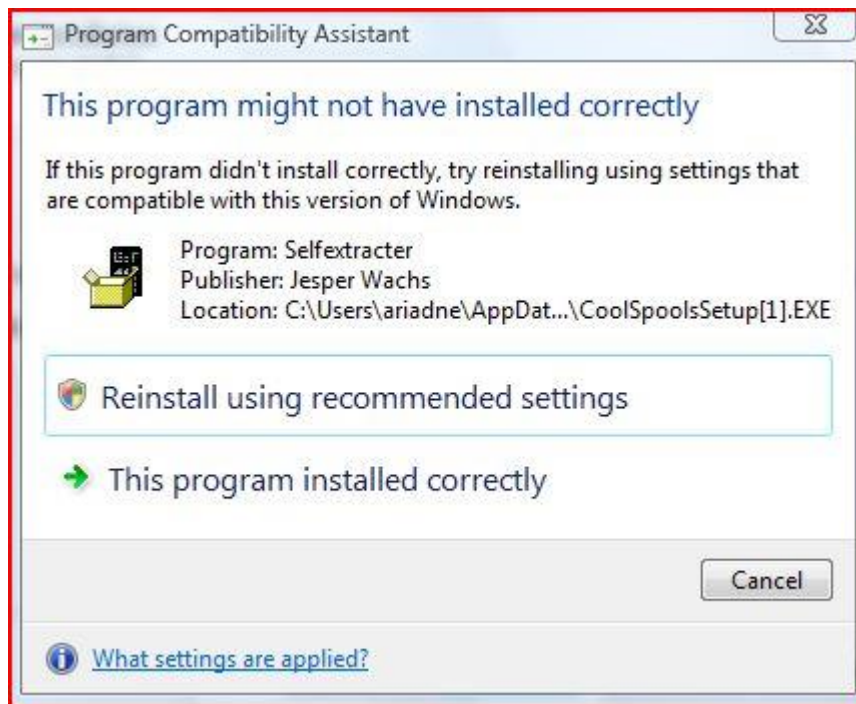 Program Compatibility Assistant
This program might not have installed correctly
If this program didn't install correctly, try reinstalling using settings that
are compatible with this version of Windows.
Program: Selfextracter
Publisher: Jesper Wachs
Location: C:\Users\ariadne\AppDat...\CoolSpoolsSetup[1].EXE
Reinstall using recommended settings
This program installed correctly
Cancel
What settings are applied?